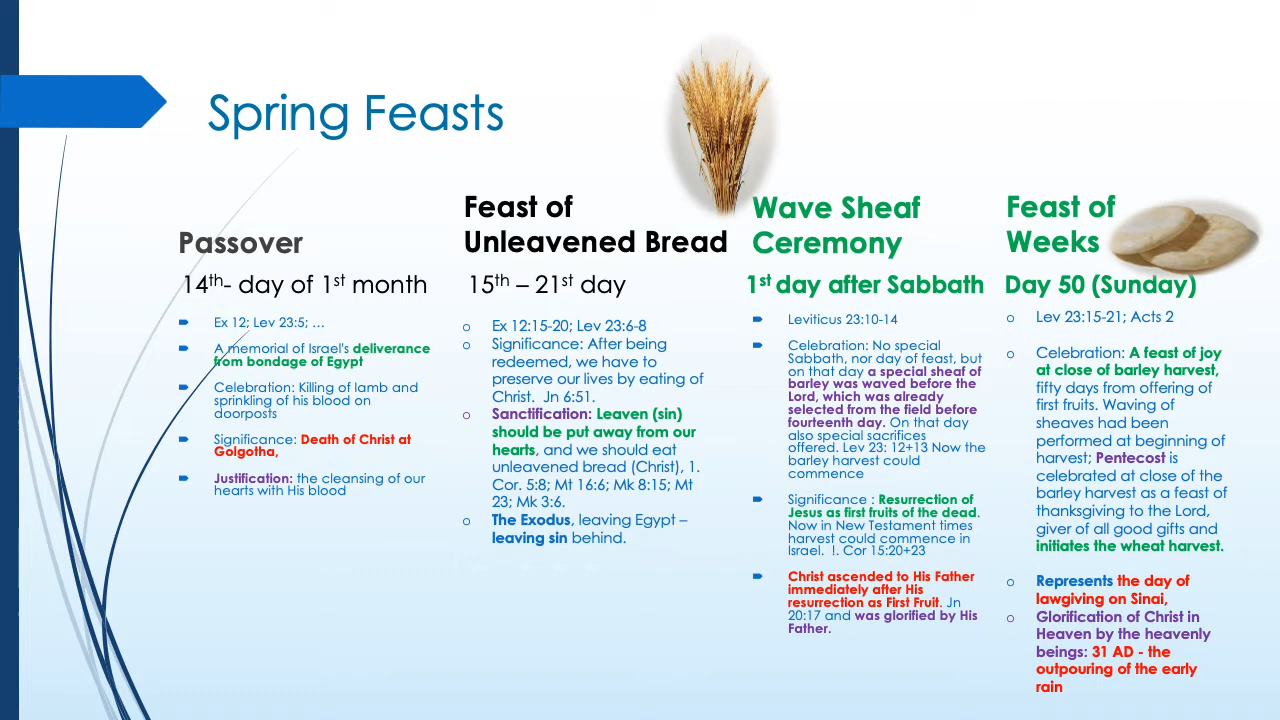 Spring Feasts
Passover
14th- day of 1st month
Ex 12; Lev 23:5; …
A memorial of Israel's deliverance
from bondage of Egypt
Celebration: Killing of lamb and
sprinkling of his blood on
doorposts
Significance: Death of Christ at
Golgotha,
Justification: the cleansing of our
hearts with His blood
Feast of
Unleavened Bread
15th – 21st day
Ex 12:15-20; Lev 23:6-8
Significance: After being
redeemed, we have to
preserve our lives by eating of
Christ. Jn 6:51.
Sanctification: Leaven (sin)
should be put away from our
hearts, and we should eat
unleavened bread (Christ), 1.
Cor. 5:8; Mt 16:6; Mk 8:15; Mt
23; Mk 3:6.
The Exodus, leaving Egypt –
leaving sin behind.
Wave Sheaf
Ceremony
1st day after Sabbath
Leviticus 23:10-14
Celebration: No special
Sabbath, nor day of feast, but
on that day a special sheaf of
barley was waved before the
Lord, which was already
selected from the field before
fourteenth day. On that day
also special sacrifices
offered. Lev 23: 12+13 Now the
barley harvest could
commence
Significance : Resurrection of
Jesus as first fruits of the dead.
Now in New Testament times
harvest could commence in
Israel. !. Cor 15:20+23
Christ ascended to His Father
immediately after His
resurrection as First Fruit. Jn
20:17 and was glorified by His
Father.
Feast of
Weeks
Day 50 (Sunday)
Lev 23:15-21; Acts 2
Celebration: A feast of joy
at close of barley harvest,
fifty days from offering of
first fruits. Waving of
sheaves had been
performed at beginning of
harvest; Pentecost is
celebrated at close of the
barley harvest as a feast of
thanksgiving to the Lord,
giver of all good gifts and
initiates the wheat harvest.
Represents the day of
lawgiving on Sinai,
Glorification of Christ in
Heaven by the heavenly
beings: 31 AD - the
outpouring of the early
rain